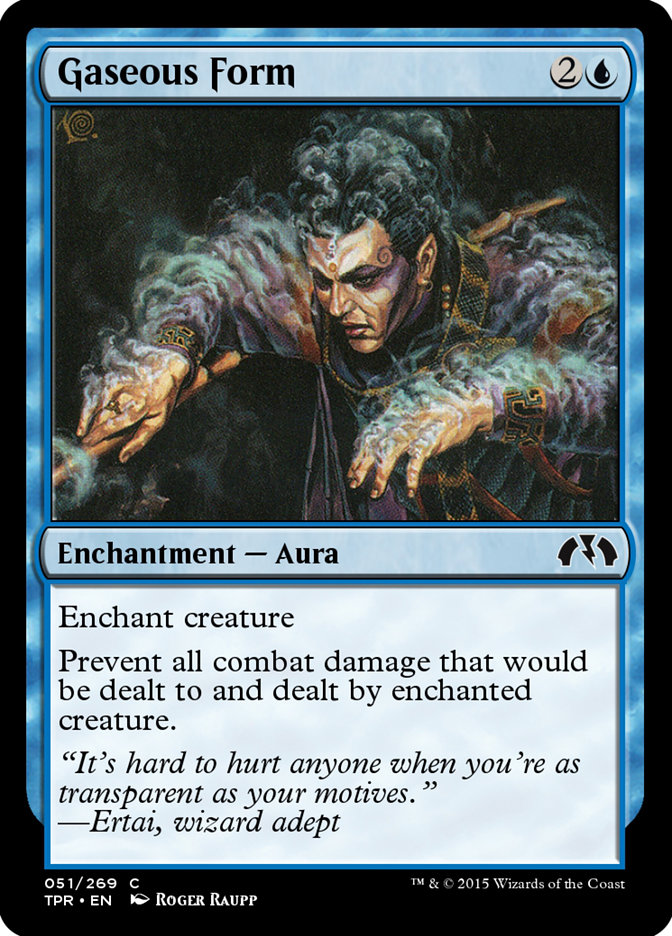 Gaseous Form 2
Enchantment — Aura
Enchant creature
Prevent all combat damage that would
be dealt to and dealt by enchanted
creature.
“It’s hard to hurt anyone when you’re as
transparent as your motives.”
—Ertai, wizard adept
051/269 C
TPR • EN Roger Raupp
™ & © 2015 Wizards of the Coast